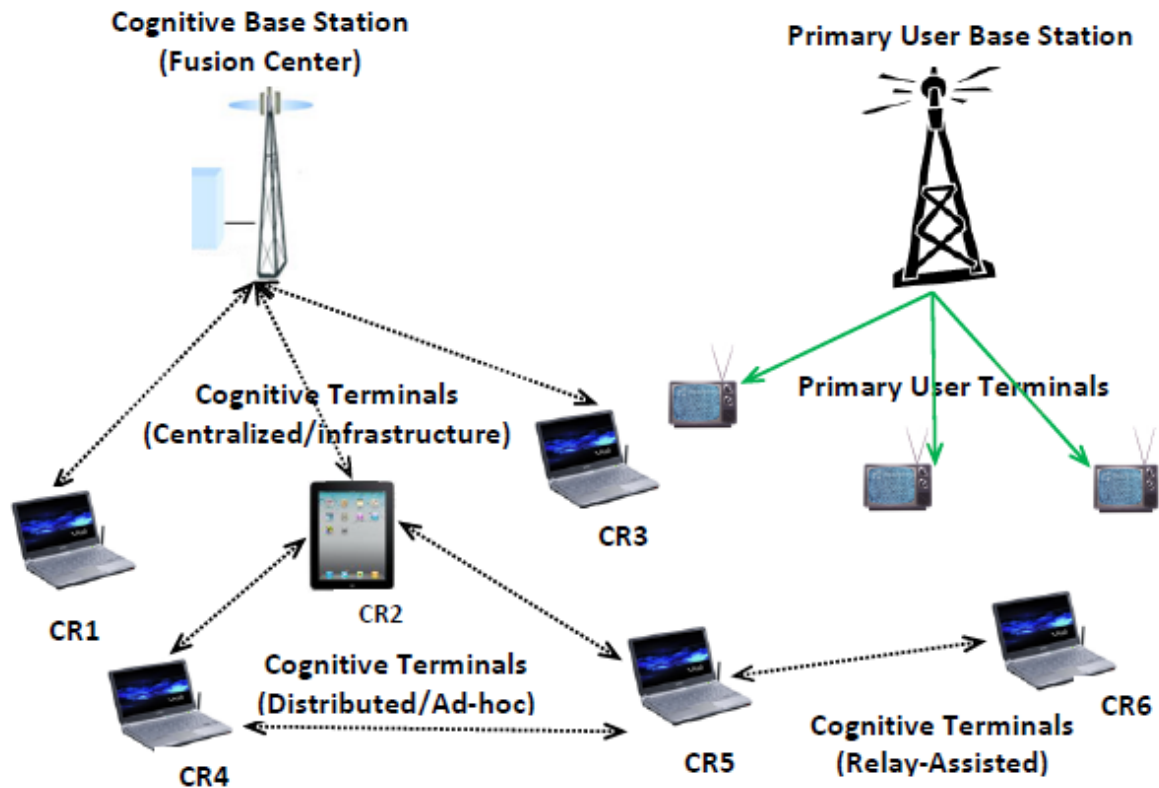 Cognitive Base Station
(Fusion Center)
Primary User Base Station
Cognitive Terminals
(Centralized/infrastructure)
Primary User Terminals
CR3
CR1
CR2
Cognitive Terminals
(Distributed/Ad-hoc)
CR4
CR5
CR6
Cognitive Terminals
(Relay-Assisted)